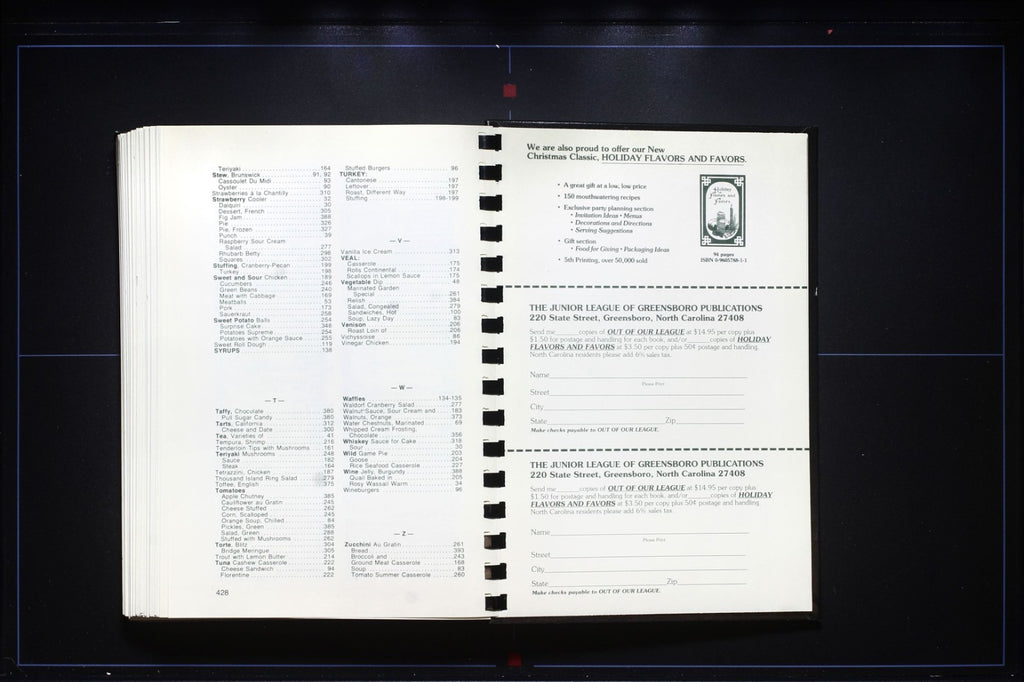 Teriyaki 164
Stew, Brunswick 91, 92
Cassoulet Du Midi 93
Oyster 90
Strawberries à la Chantilly 310
Strawberry Cooler 32
Daiquiri 30
Dessert, French 305
Fig Jam 388
Pie 326
Pie, Frozen 327
Punch 39
Raspberry Sour Cream
Salad 277
Rhubarb Betty 298
Squares 302
Stuffing, Cranberry-Pecan 199
Turkey 198
Sweet and Sour Chicken 189
Cucumbers 246
Green Beans 240
Meat with Cabbage 169
Meatballs 53
Pork 173
Sauerkraut 258
Sweet Potato Balls 254
Surprise Cake 348
Potatoes Supreme 254
Potatoes with Orange Sauce 255
Sweet Roll Dough 119
SYRUPS 138
— T —
Taffy, Chocolate 380
Pull Sugar Candy 380
Tarts, California 312
Cheese and Date 300
Tea, Varieties of 41
Tempura, Shrimp 216
Tenderloin Tips with Mushrooms 161
Teriyaki Mushrooms 248
Sauce 182
Steak 164
Tetrazzini, Chicken 187
Thousand Island Ring Salad 279
Toffee, English 375
Tomatoes:
Apple Chutney 385
Cauliflower au Gratin 245
Cheese Stuffed 262
Corn, Scalloped 245
Orange Soup, Chilled 84
Pickles, Green 385
Salad, Green 288
Stuffed with Mushrooms 262
Torte, Blitz 304
Bridge Meringue 305
Trout with Lemon Butter 214
Tuna Cashew Casserole 222
Cheese Sandwich 94
Florentine 222
428
Stuffed Burgers 96
TURKEY:
Cantonese 197
Leftover 197
Roast, Different Way 197
Stuffing 198-199
— V —
Vanilla Ice Cream 313
VEAL:
Casserole 175
Rolls Continental 174
Scallops in Lemon Sauce 175
Vegetable Dip 48
Marinated Garden
Special 261
Relish 384
Salad, Congealed 279
Sandwiches, Hot 100
Soup, Lazy Day 83
Venison 206
Roast Loin of 206
Vichyssoise 86
Vinegar Chicken 194
— W —
Waffles 134-135
Waldorf Cranberry Salad 277
Walnut Sauce, Sour Cream and 183
Walnuts, Orange 373
Water Chestnuts, Marinated 69
Whipped Cream Frosting,
Chocolate 356
Whiskey Sauce for Cake 318
Sour 30
Wild Game Pie 203
Goose 204
Rice Seafood Casserole 227
Wine Jelly, Burgundy 388
Quail Baked in 205
Rosy Wassail Warm 34
Wineburgers 96
— Z —
Zucchini Au Gratin 261
Bread 393
Broccoli and 243
Ground Meat Casserole 168
Soup 83
Tomato Summer Casserole 260
We are also proud to offer our New
Christmas Classic, HOLIDAY FLAVORS AND FAVORS.
• A great gift at a low, low price
• 150 mouthwatering recipes
• Exclusive party planning section
• Invitation Ideas • Menus
• Decorations and Directions
• Serving Suggestions
• Gift section
• Food for Giving • Packaging Ideas
• 5th Printing, over 50,000 sold
Holiday
Flavors and
Favors
94 pages
ISBN 0-9605788-1-1
THE JUNIOR LEAGUE OF GREENSBORO PUBLICATIONS
220 State Street, Greensboro, North Carolina 27408
Send me copies of OUT OF OUR LEAGUE at $14.95 per copy plus
$1.50 for postage and handling for each book, and/or copies of HOLIDAY
FLAVORS AND FAVORS at $3.50 per copy plus 50¢ postage and handling.
North Carolina residents please add 6% sales tax.
Name
Please Print
Street
City
State Zip
Make checks payable to OUT OF OUR LEAGUE.
THE JUNIOR LEAGUE OF GREENSBORO PUBLICATIONS
220 State Street, Greensboro, North Carolina 27408
Send me copies of OUT OF OUR LEAGUE at $14.95 per copy plus
$1.50 for postage and handling for each book, and/or copies of HOLIDAY
FLAVORS AND FAVORS at $3.50 per copy plus 50¢ postage and handling.
North Carolina residents please add 6% sales tax.
Name
Please Print
Street
City
State Zip
Make checks payable to OUT OF OUR LEAGUE.